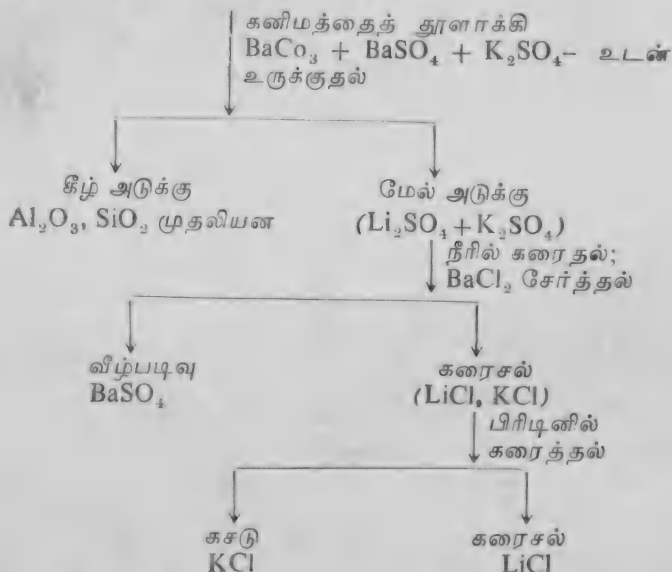 கனிமத்தைத் தூளாக்கி
BaCo₃ + BaSO₄ + K₂SO₄- உடன்
உருக்குதல்
கீழ் அடுக்கு
Al₂O₃, SiO₂ முதலியன
மேல் அடுக்கு
(Li₂SO₄+K₂SO₄)
நீரில் கரைதல்;
BaCl₂ சேர்த்தல்
வீழ்படிவு
BaSO₄
கரைசல்
(LiCl, KCl)
பிரிடினில்
கரைத்தல்
கசடு
KCl
கரைசல்
LiCl